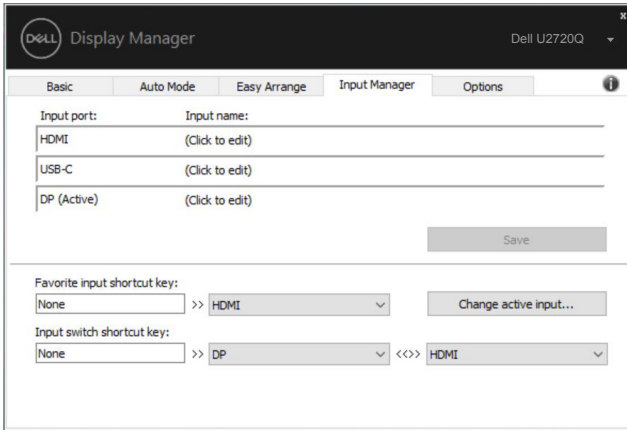 x
DELL Display Manager Dell U2720Q
Basic Auto Mode Easy Arrange Input Manager Options i
Input port: Input name:
HDMI (Click to edit)
USB-C (Click to edit)
DP (Active) (Click to edit)
Save
Favorite input shortcut key:
None >> HDMI Change active input...
Input switch shortcut key:
None >> DP <<>> HDMI